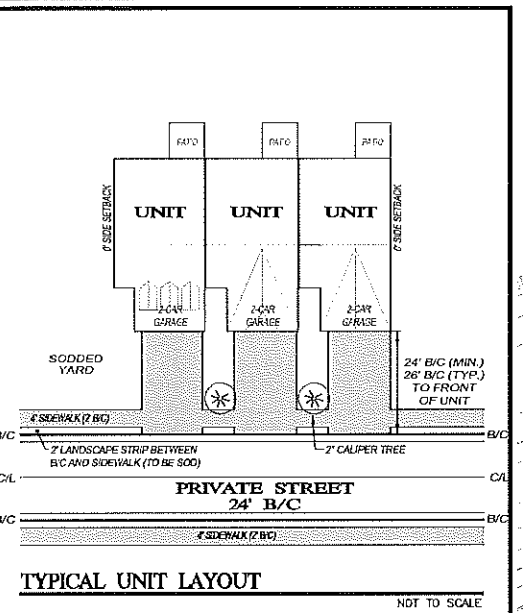 PATIO PATIO PATIO
0' SIDE SETBACK
UNIT UNIT UNIT
0' SIDE SETBACK
2-CAR GARAGE
2-CAR GARAGE
2-CAR GARAGE
SODDED
YARD
24' B/C (MIN.)
26' B/C (TYP.)
TO FRONT
OF UNIT
4' SIDEWALK (2' B/C)
B/C B/C
2' LANDSCAPE STRIP BETWEEN
B/C AND SIDEWALK (TO BE SOD)
2" CALIPER TREE
C/L C/L
PRIVATE STREET
24' B/C
B/C B/C
4' SIDEWALK (2' B/C)
TYPICAL UNIT LAYOUT
NOT TO SCALE